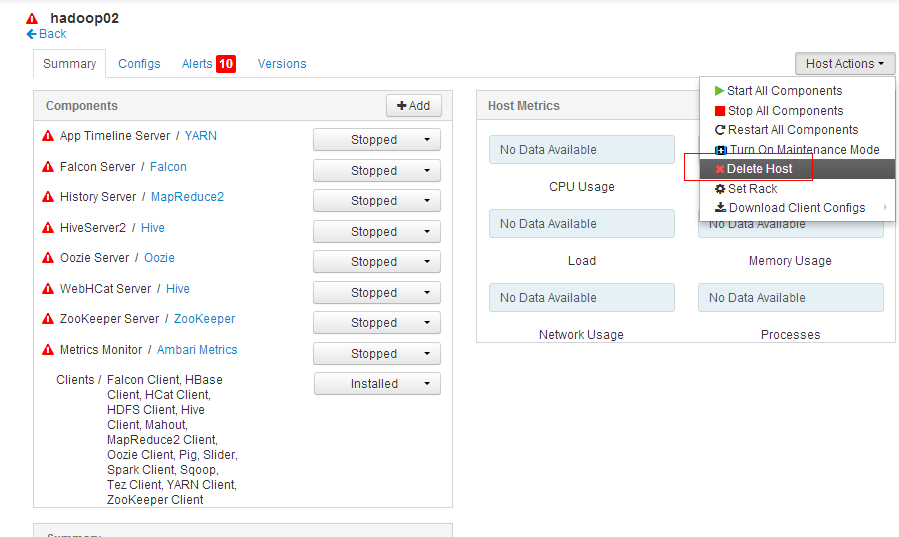 hadoop02
Back
Summary
Configs
Alerts 10
Versions
Host Actions
Start All Components
Stop All Components
Restart All Components
Turn On Maintenance Mode
Delete Host
Set Rack
Download Client Configs
Components
Add
App Timeline Server / YARN
Stopped
Falcon Server / Falcon
Stopped
History Server / MapReduce2
Stopped
HiveServer2 / Hive
Stopped
Oozie Server / Oozie
Stopped
WebHCat Server / Hive
Stopped
ZooKeeper Server / ZooKeeper
Stopped
Metrics Monitor / Ambari Metrics
Stopped
Clients / Falcon Client, HBase
Client, HCat Client,
HDFS Client, Hive
Client, Mahout,
MapReduce2 Client,
Oozie Client, Pig, Slider,
Spark Client, Sqoop,
Tez Client, YARN Client,
ZooKeeper Client
Installed
Host Metrics
No Data Available
CPU Usage
No Data Available
Load
No Data Available
Memory Usage
No Data Available
Network Usage
No Data Available
Processes
Summary